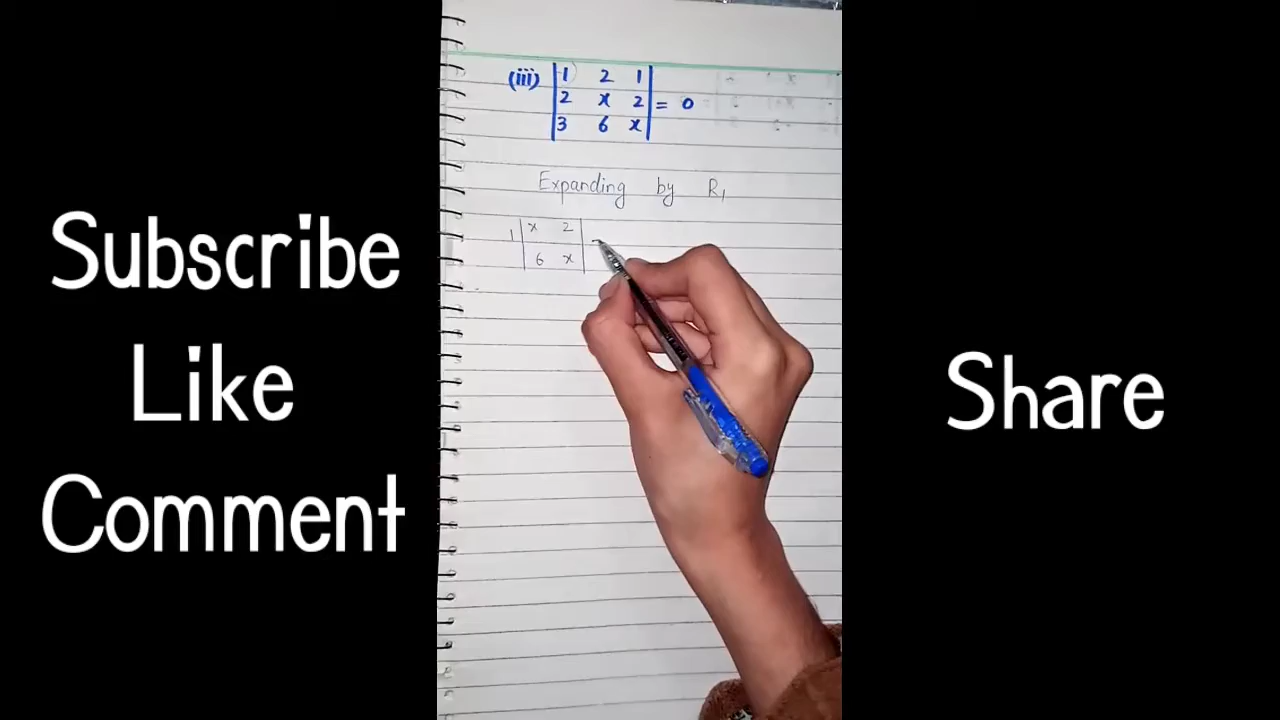 Subscribe
Like
Comment
Share
(iii) | 1 2 1 |
| 2 x 2 | = 0
| 3 6 x |
Expanding by R₁
1 | x 2 | -
| 6 x |